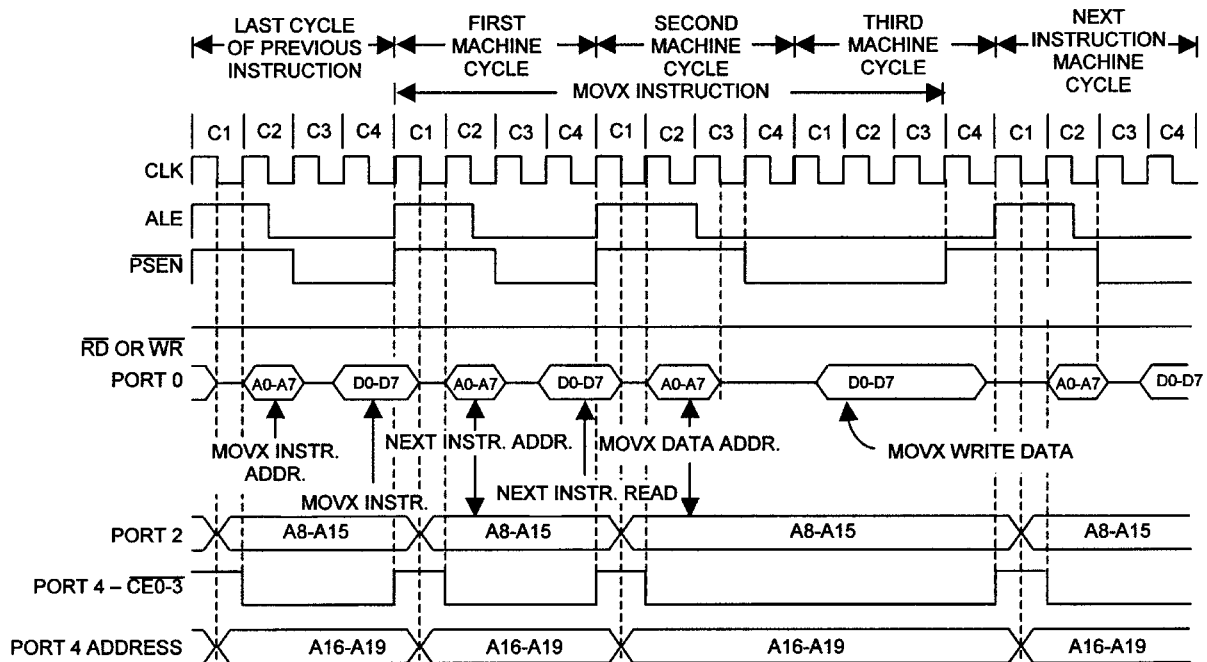 LAST CYCLE OF PREVIOUS INSTRUCTION
FIRST MACHINE CYCLE
SECOND MACHINE CYCLE
THIRD MACHINE CYCLE
NEXT INSTRUCTION MACHINE CYCLE
MOVX INSTRUCTION
C1 C2 C3 C4 C1 C2 C3 C4 C1 C2 C3 C4 C1 C2 C3 C4 C1 C2 C3 C4
CLK
ALE
PSEN
RD OR WR
PORT 0 A0-A7 D0-D7 A0-A7 D0-D7 A0-A7 D0-D7 A0-A7 D0-D7
MOVX INSTR. ADDR.
MOVX INSTR.
NEXT INSTR. ADDR.
NEXT INSTR. READ
MOVX DATA ADDR.
MOVX WRITE DATA
PORT 2 A8-A15 A8-A15 A8-A15 A8-A15
PORT 4 – CE0-3
PORT 4 ADDRESS A16-A19 A16-A19 A16-A19 A16-A19